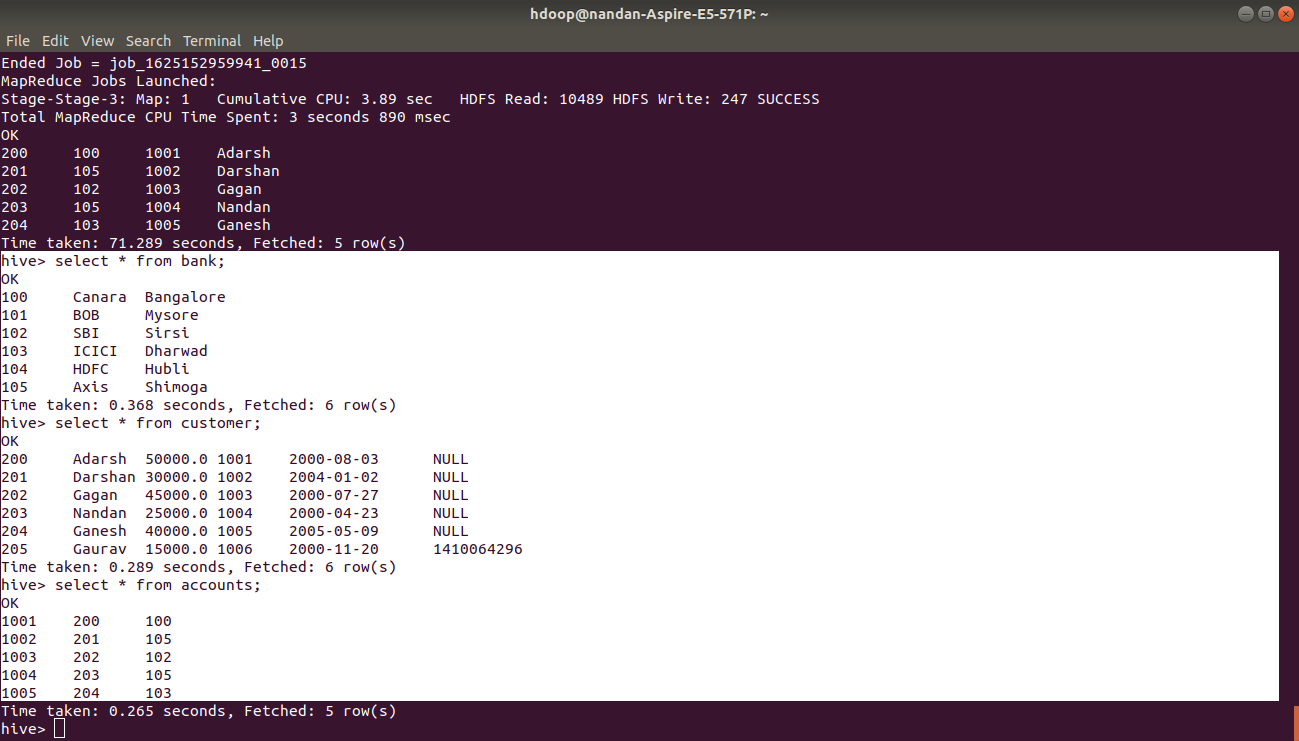 hdoop@nandan-Aspire-E5-571P: ~
File Edit View Search Terminal Help
Ended Job = job_1625152959941_0015
MapReduce Jobs Launched:
Stage-Stage-3: Map: 1   Cumulative CPU: 3.89 sec   HDFS Read: 10489 HDFS Write: 247 SUCCESS
Total MapReduce CPU Time Spent: 3 seconds 890 msec
OK
200     100     1001    Adarsh
201     105     1002    Darshan
202     102     1003    Gagan
203     105     1004    Nandan
204     103     1005    Ganesh
Time taken: 71.289 seconds, Fetched: 5 row(s)
hive> select * from bank;
OK
100     Canara  Bangalore
101     BOB     Mysore
102     SBI     Sirsi
103     ICICI   Dharwad
104     HDFC    Hubli
105     Axis    Shimoga
Time taken: 0.368 seconds, Fetched: 6 row(s)
hive> select * from customer;
OK
200     Adarsh  50000.0 1001    2000-08-03      NULL
201     Darshan 30000.0 1002    2004-01-02      NULL
202     Gagan   45000.0 1003    2000-07-27      NULL
203     Nandan  25000.0 1004    2000-04-23      NULL
204     Ganesh  40000.0 1005    2005-05-09      NULL
205     Gaurav  15000.0 1006    2000-11-20      1410064296
Time taken: 0.289 seconds, Fetched: 6 row(s)
hive> select * from accounts;
OK
1001    200     100
1002    201     105
1003    202     102
1004    203     105
1005    204     103
Time taken: 0.265 seconds, Fetched: 5 row(s)
hive>